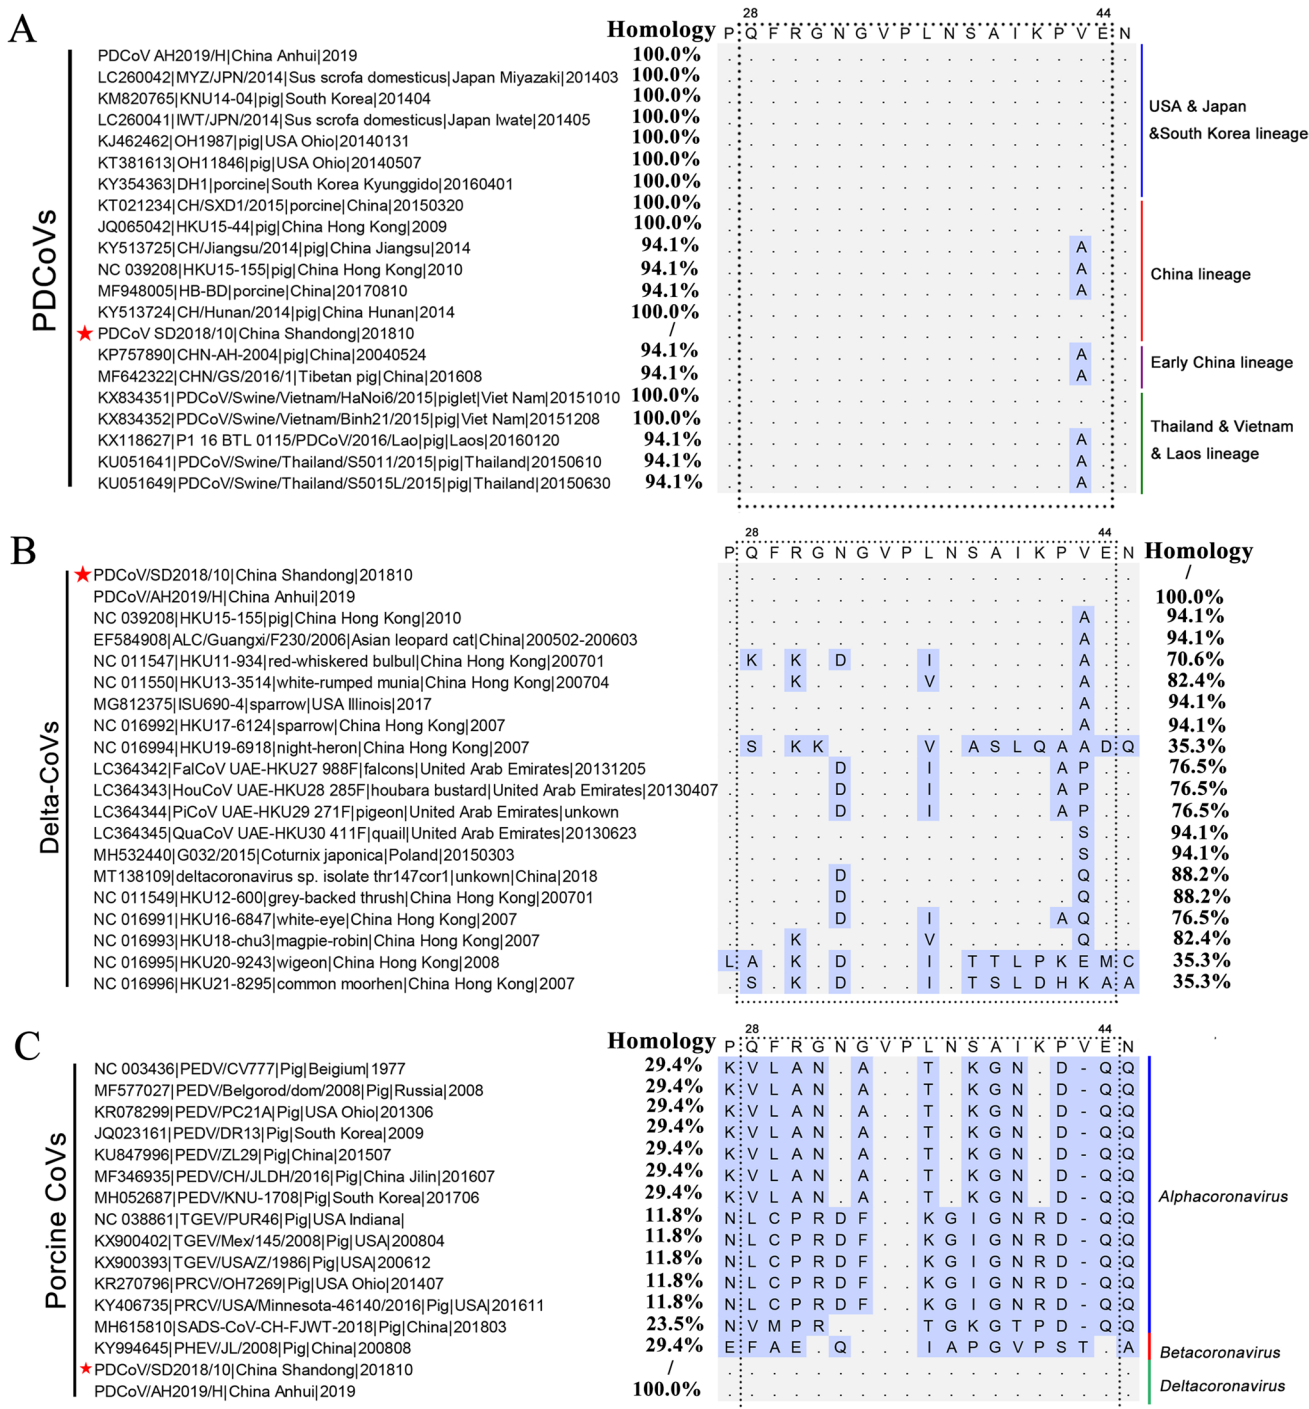 A
Homology
28 44
P Q F R G N G V P L N S A I K P V E N
PDCoVs
PDCoV AH2019/H|China Anhui|2019 100.0% . . . . . . . . . . . . . . . . . . .
LC260042|MYZ/JPN/2014|Sus scrofa domesticus|Japan Miyazaki|201403 100.0% . . . . . . . . . . . . . . . . . . .
KM820765|KNU14-04|pig|South Korea|201404 100.0% . . . . . . . . . . . . . . . . . . .
LC260041|IWT/JPN/2014|Sus scrofa domesticus|Japan Iwate|201405 100.0% . . . . . . . . . . . . . . . . . . .
KJ462462|OH1987|pig|USA Ohio|20140131 100.0% . . . . . . . . . . . . . . . . . . .
KT381613|OH11846|pig|USA Ohio|20140507 100.0% . . . . . . . . . . . . . . . . . . .
KY354363|DH1|porcine|South Korea Kyunggido|20160401 100.0% . . . . . . . . . . . . . . . . . . .
USA & Japan
&South Korea lineage
KT021234|CH/SXD1/2015|porcine|China|20150320 100.0% . . . . . . . . . . . . . . . . . . .
JQ065042|HKU15-44|pig|China Hong Kong|2009 100.0% . . . . . . . . . . . . . . . . . . .
KY513725|CH/Jiangsu/2014|pig|China Jiangsu|2014 94.1% . . . . . . . . . . . . . . . . A . .
NC 039208|HKU15-155|pig|China Hong Kong|2010 94.1% . . . . . . . . . . . . . . . . A . .
MF948005|HB-BD|porcine|China|20170810 94.1% . . . . . . . . . . . . . . . . A . .
KY513724|CH/Hunan/2014|pig|China Hunan|2014 100.0% . . . . . . . . . . . . . . . . . . .
PDCoV SD2018/10|China Shandong|201810 / . . . . . . . . . . . . . . . . . . .
China lineage
KP757890|CHN-AH-2004|pig|China|20040524 94.1% . . . . . . . . . . . . . . . . A . .
MF642322|CHN/GS/2016/1|Tibetan pig|China|201608 94.1% . . . . . . . . . . . . . . . . A . .
Early China lineage
KX834351|PDCoV/Swine/Vietnam/HaNoi6/2015|piglet|Viet Nam|20151010 100.0% . . . . . . . . . . . . . . . . . . .
KX834352|PDCoV/Swine/Vietnam/Binh21/2015|pig|Viet Nam|20151208 100.0% . . . . . . . . . . . . . . . . . . .
KX118627|P1 16 BTL 0115/PDCoV/2016/Lao|pig|Laos|20160120 94.1% . . . . . . . . . . . . . . . . A . .
KU051641|PDCoV/Swine/Thailand/S5011/2015|pig|Thailand|20150610 94.1% . . . . . . . . . . . . . . . . A . .
KU051649|PDCoV/Swine/Thailand/S5015L/2015|pig|Thailand|20150630 94.1% . . . . . . . . . . . . . . . . A . .
Thailand & Vietnam
& Laos lineage
B
28 44
P Q F R G N G V P L N S A I K P V E N Homology
Delta-CoVs
PDCoV/SD2018/10|China Shandong|201810 . . . . . . . . . . . . . . . . . . . /
PDCoV/AH2019/H|China Anhui|2019 . . . . . . . . . . . . . . . . . . . 100.0%
NC 039208|HKU15-155|pig|China Hong Kong|2010 . . . . . . . . . . . . . . . . A . . 94.1%
EF584908|ALC/Guangxi/F230/2006|Asian leopard cat|China|200502-200603 . . . . . . . . . . . . . . . . A . . 94.1%
NC 011547|HKU11-934|red-whiskered bulbul|China Hong Kong|200701 . K . K . D . . . I . . . . . . A . . 70.6%
NC 011550|HKU13-3514|white-rumped munia|China Hong Kong|200704 . . . K . . . . . V . . . . . . A . . 82.4%
MG812375|ISU690-4|sparrow|USA Illinois|2017 . . . . . . . . . . . . . . . . A . . 94.1%
NC 016992|HKU17-6124|sparrow|China Hong Kong|2007 . . . . . . . . . . . . . . . . A . . 94.1%
NC 016994|HKU19-6918|night-heron|China Hong Kong|2007 . S . K K . . . . V . A S L Q A A D Q 35.3%
LC364342|FalCoV UAE-HKU27 988F|falcons|United Arab Emirates|20131205 . . . . . D . . . I . . . . . A P . . 76.5%
LC364343|HouCoV UAE-HKU28 285F|houbara bustard|United Arab Emirates|20130407 . . . . . D . . . I . . . . . A P . . 76.5%
LC364344|PiCoV UAE-HKU29 271F|pigeon|United Arab Emirates|unkown . . . . . D . . . I . . . . . A P . . 76.5%
LC364345|QuaCoV UAE-HKU30 411F|quail|United Arab Emirates|20130623 . . . . . . . . . . . . . . . . S . . 94.1%
MH532440|G032/2015|Coturnix japonica|Poland|20150303 . . . . . . . . . . . . . . . . S . . 94.1%
MT138109|deltacoronavirus sp. isolate thr147cor1|unkown|China|2018 . . . . . D . . . . . . . . . . Q . . 88.2%
NC 011549|HKU12-600|grey-backed thrush|China Hong Kong|200701 . . . . . D . . . . . . . . . . Q . . 88.2%
NC 016991|HKU16-6847|white-eye|China Hong Kong|2007 . . . . . D . . . I . . . . . A Q . . 76.5%
NC 016993|HKU18-chu3|magpie-robin|China Hong Kong|2007 . . . K . . . . . V . . . . . . Q . . 82.4%
NC 016995|HKU20-9243|wigeon|China Hong Kong|2008 L A . K . D . . . I . T T L P K E M C 35.3%
NC 016996|HKU21-8295|common moorhen|China Hong Kong|2007 . S . K . D . . . I . T S L D H K A A 35.3%
C
Homology
28 44
P Q F R G N G V P L N S A I K P V E N
Porcine CoVs
NC 003436|PEDV/CV777|Pig|Beigium|1977 29.4% K V L A N . A . . T . K G N . D - Q Q
MF577027|PEDV/Belgorod/dom/2008|Pig|Russia|2008 29.4% K V L A N . A . . T . K G N . D - Q Q
KR078299|PEDV/PC21A|Pig|USA Ohio|201306 29.4% K V L A N . A . . T . K G N . D - Q Q
JQ023161|PEDV/DR13|Pig|South Korea|2009 29.4% K V L A N . A . . T . K G N . D - Q Q
KU847996|PEDV/ZL29|Pig|China|201507 29.4% K V L A N . A . . T . K G N . D - Q Q
MF346935|PEDV/CH/JLDH/2016|Pig|China Jilin|201607 29.4% K V L A N . A . . T . K G N . D - Q Q
MH052687|PEDV/KNU-1708|Pig|South Korea|201706 29.4% K V L A N . A . . T . K G N . D - Q Q
NC 038861|TGEV/PUR46|Pig|USA Indiana| 11.8% N L C P R D F . . K G I G N R D - Q Q
KX900402|TGEV/Mex/145/2008|Pig|USA|200804 11.8% N L C P R D F . . K G I G N R D - Q Q
KX900393|TGEV/USA/Z/1986|Pig|USA|200612 11.8% N L C P R D F . . K G I G N R D - Q Q
KR270796|PRCV/OH7269|Pig|USA Ohio|201407 11.8% N L C P R D F . . K G I G N R D - Q Q
KY406735|PRCV/USA/Minnesota-46140/2016|Pig|USA|201611 11.8% N L C P R D F . . K G I G N R D - Q Q
MH615810|SADS-CoV-CH-FJWT-2018|Pig|China|201803 23.5% N V M P R . . . . T G K G T P D - Q Q
Alphacoronavirus
KY994645|PHEV/JL/2008|Pig|China|200808 29.4% E F A E . Q . . . I A P G V P S T . A
Betacoronavirus
PDCoV/SD2018/10|China Shandong|201810 / . . . . . . . . . . . . . . . . . . .
PDCoV/AH2019/H|China Anhui|2019 100.0% . . . . . . . . . . . . . . . . . . .
Deltacoronavirus